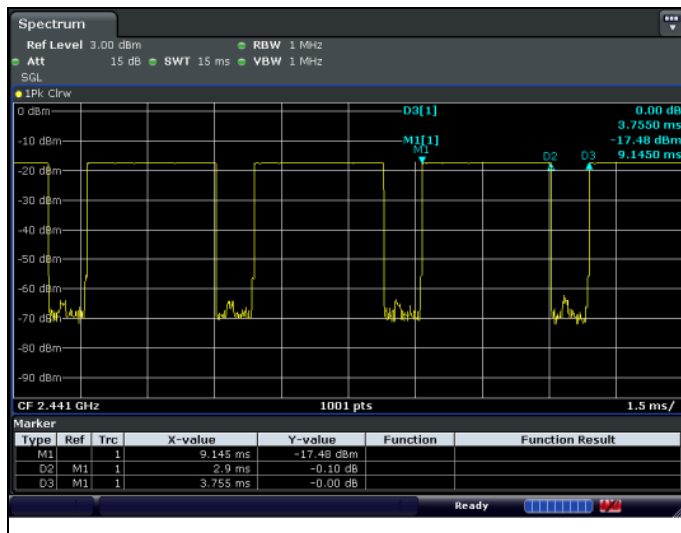 Spectrum
Ref Level 3.00 dBm RBW 1 MHz
Att 15 dB SWT 15 ms VBW 1 MHz
SGL
1Pk Clrw
D3[1] 0.00 dB
3.7550 ms
M1[1] -17.48 dBm
9.1450 ms
0 dBm
-10 dBm
-20 dBm
-30 dBm
-40 dBm
-50 dBm
-60 dBm
-70 dBm
-80 dBm
-90 dBm
M1
D2 D3
CF 2.441 GHz 1001 pts 1.5 ms/
Marker
Type Ref Trc X-value Y-value Function Function Result
M1 1 9.145 ms -17.48 dBm
D2 M1 1 2.9 ms -0.10 dB
D3 M1 1 3.755 ms -0.00 dB
Ready